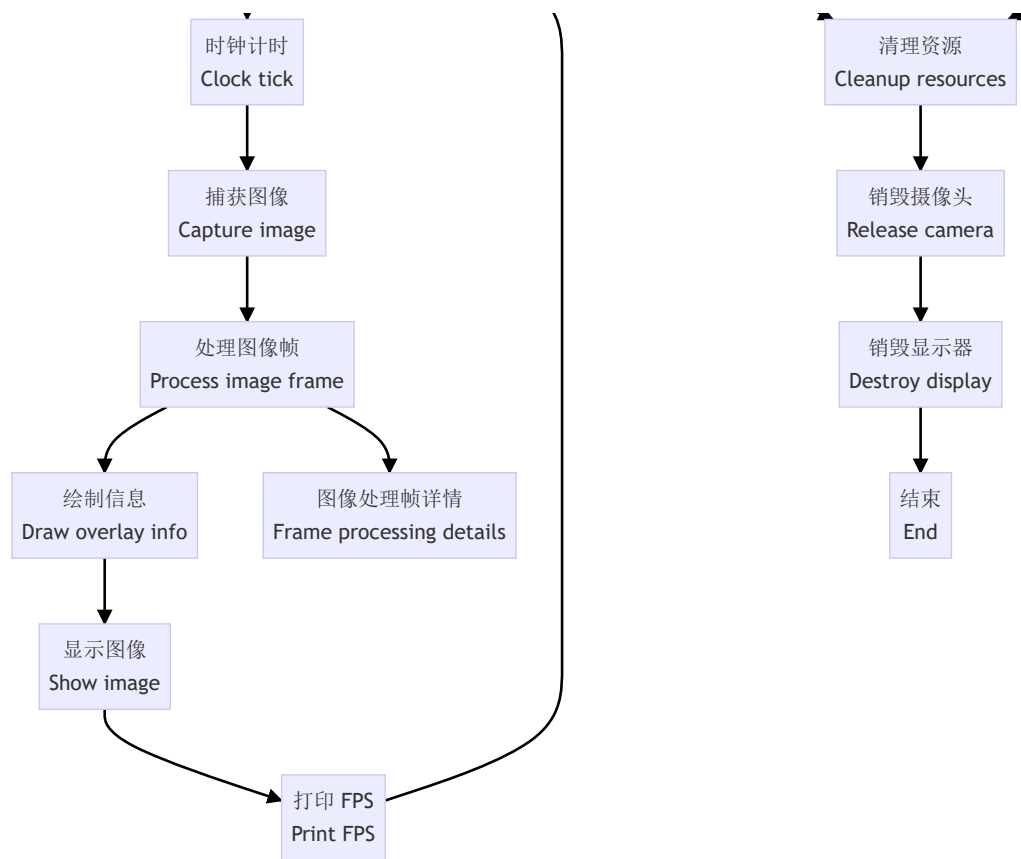 时钟计时
Clock tick
捕获图像
Capture image
处理图像帧
Process image frame
绘制信息
Draw overlay info
图像处理帧详情
Frame processing details
显示图像
Show image
打印 FPS
Print FPS
清理资源
Cleanup resources
销毁摄像头
Release camera
销毁显示器
Destroy display
结束
End